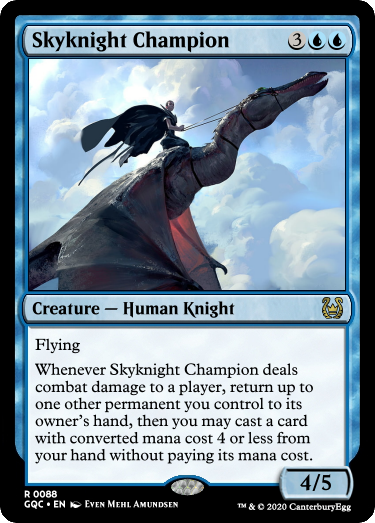 Skyknight Champion 3
Creature — Human Knight
Flying
Whenever Skyknight Champion deals
combat damage to a player, return up to
one other permanent you control to its
owner's hand, then you may cast a card
with converted mana cost 4 or less from
your hand without paying its mana cost.
4/5
R 0088
GQC • EN Even Mehl Amundsen
™ & © 2020 CanterburyEgg